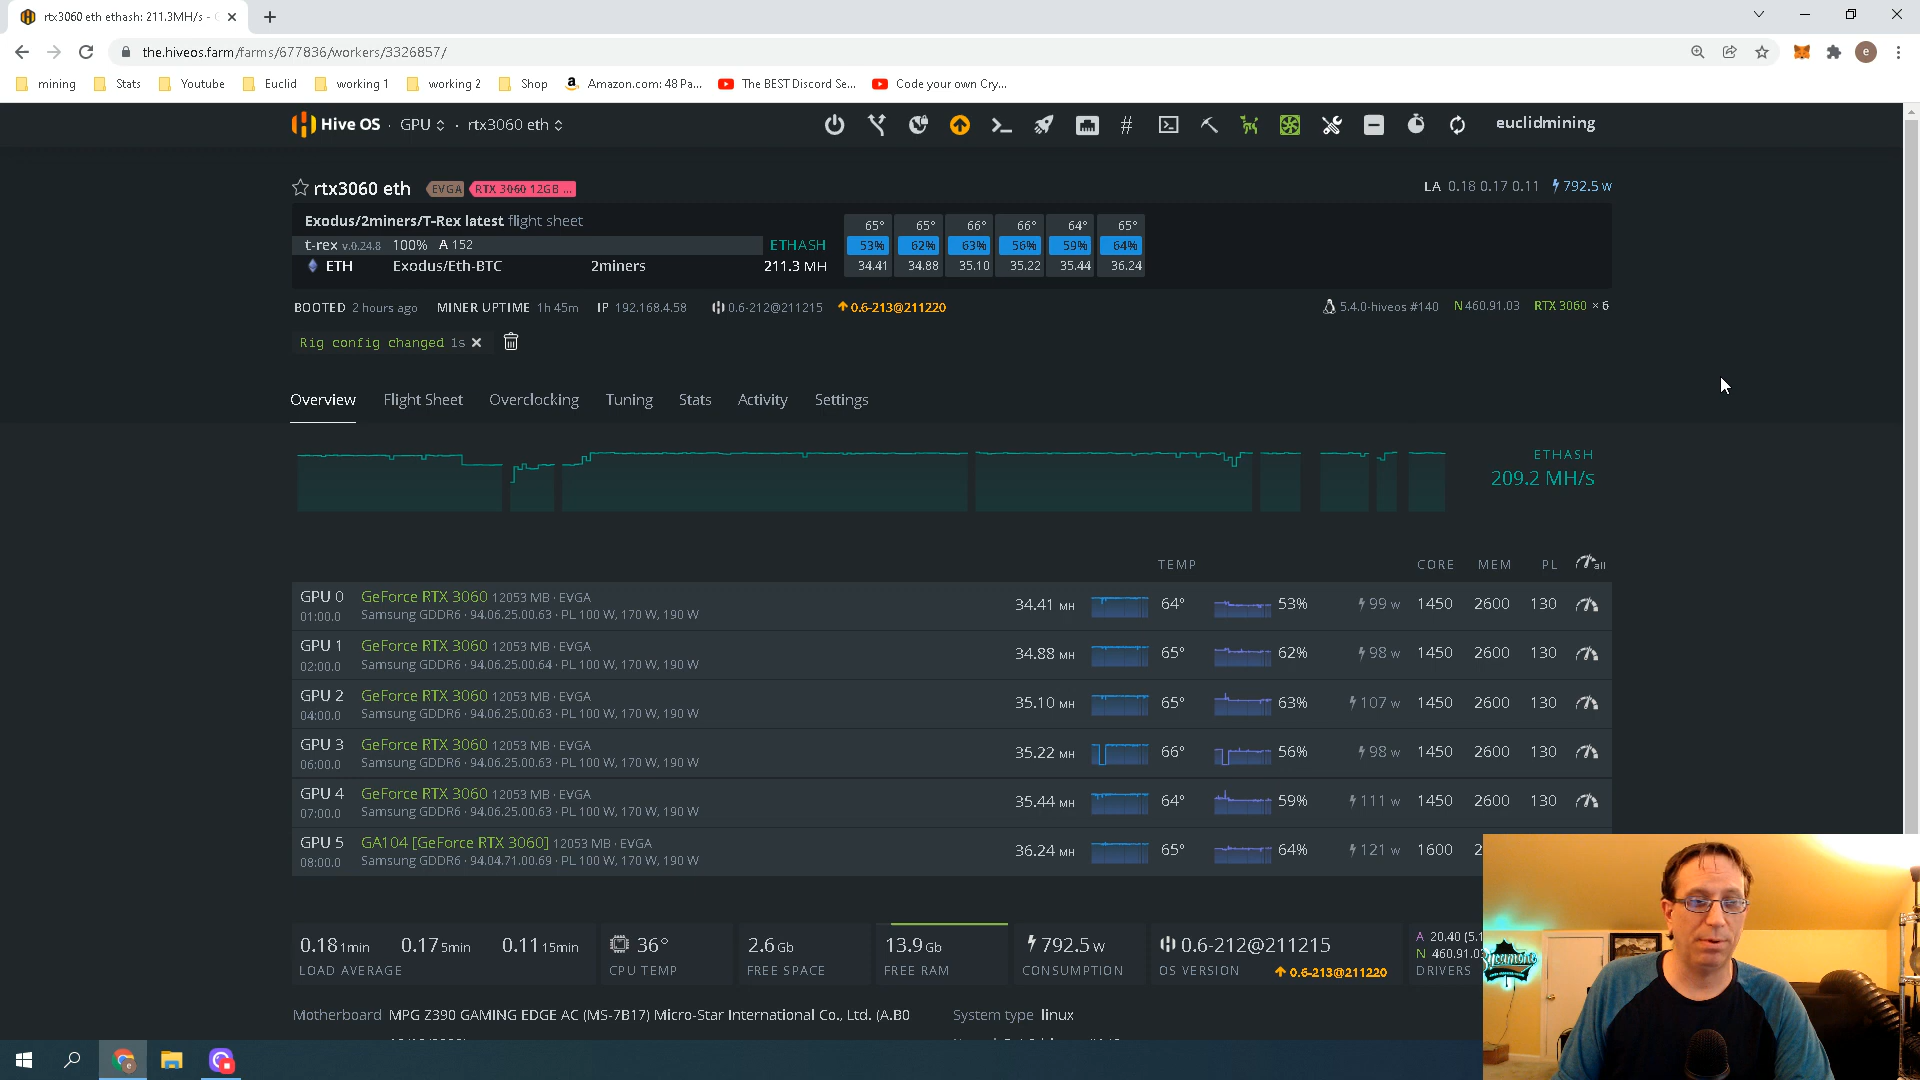 rtx3060 eth ethash: 211.3MH/s -
the.hiveos.farm/farms/677836/workers/3326857/
mining Stats Youtube Euclid working 1 working 2 Shop Amazon.com: 48 Pa... The BEST Discord Se... Code your own Cry...
Hive OS · GPU · rtx3060 eth # euclidmining
rtx3060 eth EVGA RTX 3060 12GB ... LA 0.18 0.17 0.11 792.5 W
Exodus/2miners/T-Rex latest flight sheet 65° 65° 66° 66° 64° 65°
t-rex v.0.24.8 100% A 152 ETHASH 53% 62% 63% 56% 59% 64%
ETH Exodus/Eth-BTC 2miners 211.3 MH 34.41 34.88 35.10 35.22 35.44 36.24
BOOTED 2 hours ago MINER UPTIME 1h 45m IP 192.168.4.58 0.6-212@211215 0.6-213@211220 5.4.0-hiveos #140 N 460.91.03 RTX 3060 × 6
Rig config changed 1s
Overview Flight Sheet Overclocking Tuning Stats Activity Settings
ETHASH
209.2 MH/s
TEMP CORE MEM PL all
GPU 0 GeForce RTX 3060 12053 MB · EVGA 34.41 MH 64° 53% 99 W 1450 2600 130
01:00.0 Samsung GDDR6 · 94.06.25.00.63 · PL 100 W, 170 W, 190 W
GPU 1 GeForce RTX 3060 12053 MB · EVGA 34.88 MH 65° 62% 98 W 1450 2600 130
02:00.0 Samsung GDDR6 · 94.06.25.00.64 · PL 100 W, 170 W, 190 W
GPU 2 GeForce RTX 3060 12053 MB · EVGA 35.10 MH 65° 63% 107 W 1450 2600 130
04:00.0 Samsung GDDR6 · 94.06.25.00.63 · PL 100 W, 170 W, 190 W
GPU 3 GeForce RTX 3060 12053 MB · EVGA 35.22 MH 66° 56% 98 W 1450 2600 130
06:00.0 Samsung GDDR6 · 94.06.25.00.63 · PL 100 W, 170 W, 190 W
GPU 4 GeForce RTX 3060 12053 MB · EVGA 35.44 MH 64° 59% 111 W 1450 2600 130
07:00.0 Samsung GDDR6 · 94.06.25.00.63 · PL 100 W, 170 W, 190 W
GPU 5 GA104 [GeForce RTX 3060] 12053 MB · EVGA 36.24 MH 65° 64% 121 W 1600 2
08:00.0 Samsung GDDR6 · 94.04.71.00.69 · PL 100 W, 170 W, 190 W
0.18 1min 0.17 5min 0.11 15min 36° 2.6 Gb 13.9 Gb 792.5 W 0.6-212@211215 A 20.40 (5.1
N 460.91.03
LOAD AVERAGE CPU TEMP FREE SPACE FREE RAM CONSUMPTION OS VERSION 0.6-213@211220 DRIVERS
Motherboard MPG Z390 GAMING EDGE AC (MS-7B17) Micro-Star International Co., Ltd. (A.B0 System type linux
Sycamore